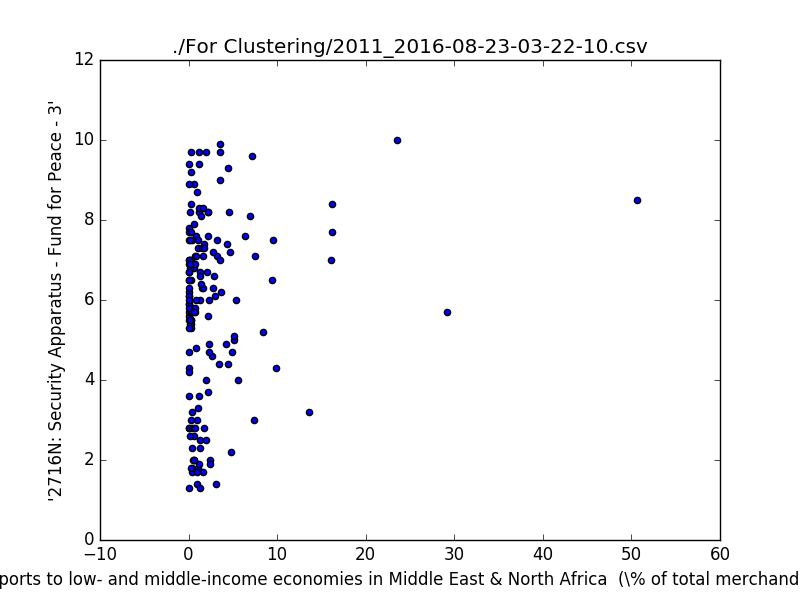 ./For Clustering/2011_2016-08-23-03-22-10.csv
'2716N: Security Apparatus - Fund for Peace - 3'
12
10
8
6
4
2
0
−10 0 10 20 30 40 50 60
ports to low- and middle-income economies in Middle East & North Africa (\% of total merchand